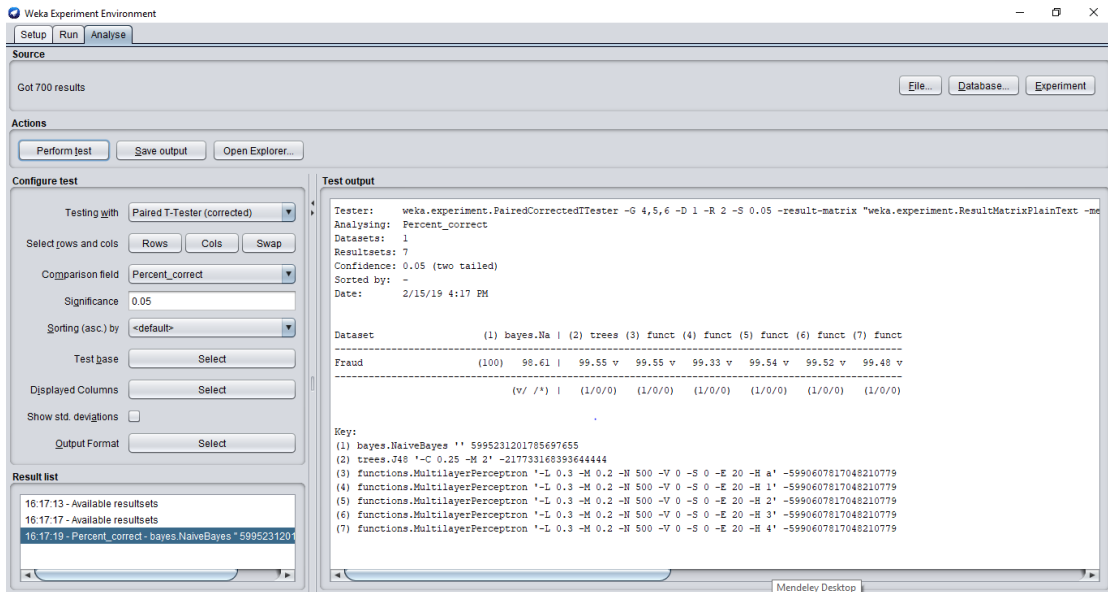 Weka Experiment Environment
Setup Run Analyse
Source
Got 700 results
File... Database... Experiment
Actions
Perform test Save output Open Explorer...
Configure test
Testing with Paired T-Tester (corrected)
Select rows and cols Rows Cols Swap
Comparison field Percent_correct
Significance 0.05
Sorting (asc.) by <default>
Test base Select
Displayed Columns Select
Show std. deviations
Output Format Select
Result list
16:17:13 - Available resultsets
16:17:17 - Available resultsets
16:17:19 - Percent_correct - bayes.NaiveBayes '' 5995231201
Test output
Tester: weka.experiment.PairedCorrectedTTester -G 4,5,6 -D 1 -R 2 -S 0.05 -result-matrix "weka.experiment.ResultMatrixPlainText -me
Analysing: Percent_correct
Datasets: 1
Resultsets: 7
Confidence: 0.05 (two tailed)
Sorted by: -
Date: 2/15/19 4:17 PM
Dataset (1) bayes.Na | (2) trees (3) funct (4) funct (5) funct (6) funct (7) funct
Fraud (100) 98.61 | 99.55 v 99.55 v 99.33 v 99.54 v 99.52 v 99.48 v
(v/ /*) | (1/0/0) (1/0/0) (1/0/0) (1/0/0) (1/0/0) (1/0/0)
Key:
(1) bayes.NaiveBayes '' 5995231201785697655
(2) trees.J48 '-C 0.25 -M 2' -217733168393644444
(3) functions.MultilayerPerceptron '-L 0.3 -M 0.2 -N 500 -V 0 -S 0 -E 20 -H a' -5990607817048210779
(4) functions.MultilayerPerceptron '-L 0.3 -M 0.2 -N 500 -V 0 -S 0 -E 20 -H 1' -5990607817048210779
(5) functions.MultilayerPerceptron '-L 0.3 -M 0.2 -N 500 -V 0 -S 0 -E 20 -H 2' -5990607817048210779
(6) functions.MultilayerPerceptron '-L 0.3 -M 0.2 -N 500 -V 0 -S 0 -E 20 -H 3' -5990607817048210779
(7) functions.MultilayerPerceptron '-L 0.3 -M 0.2 -N 500 -V 0 -S 0 -E 20 -H 4' -5990607817048210779
Mendeley Desktop